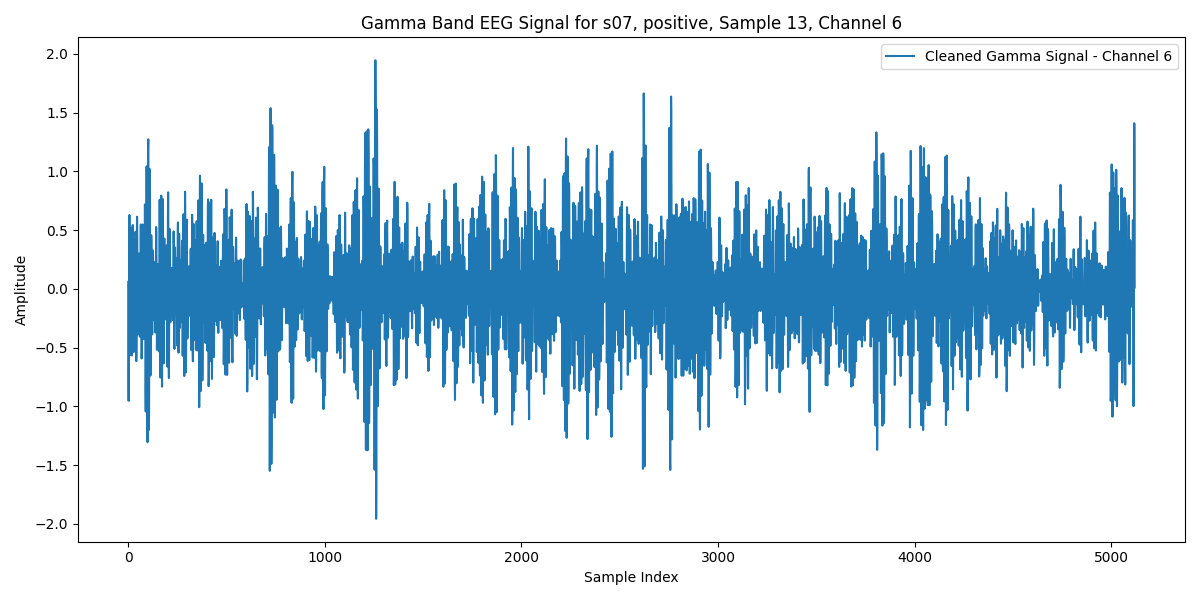 Gamma Band EEG Signal for s07, positive, Sample 13, Channel 6
Cleaned Gamma Signal - Channel 6
Amplitude
2.0
1.5
1.0
0.5
0.0
−0.5
−1.0
−1.5
−2.0
0 1000 2000 3000 4000 5000
Sample Index